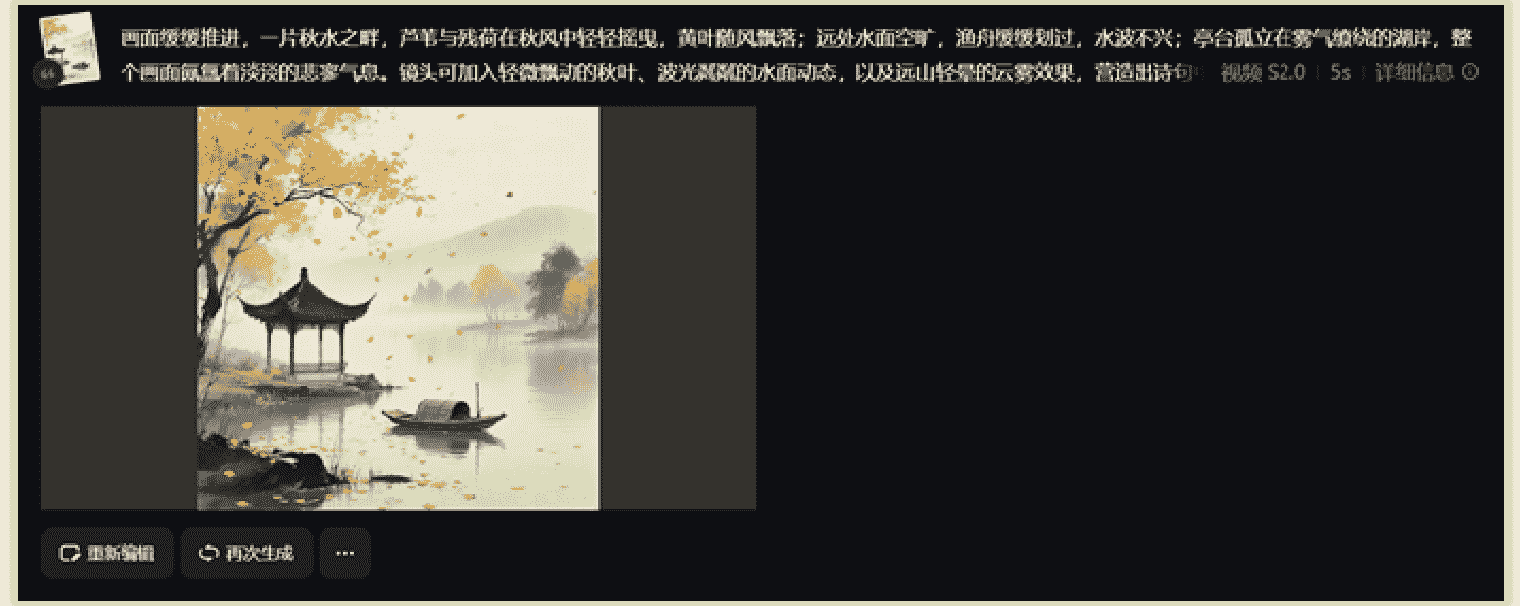 画面缓缓推进，一片秋水之畔，芦苇与残荷在秋风中轻轻摇曳，黄叶随风飘落；远处水面空旷，渔舟缓缓划过，水波不兴；亭台孤立在雾气缭绕的湖岸，整
个画面氤氲着淡淡的悲寥气息。镜头可加入轻微飘动的秋叶、波光粼粼的水面动态，以及远山轻晕的云雾效果，营造出诗句 视频 S2.0 | 5s | 详细信息
重新编辑 再次生成 ...